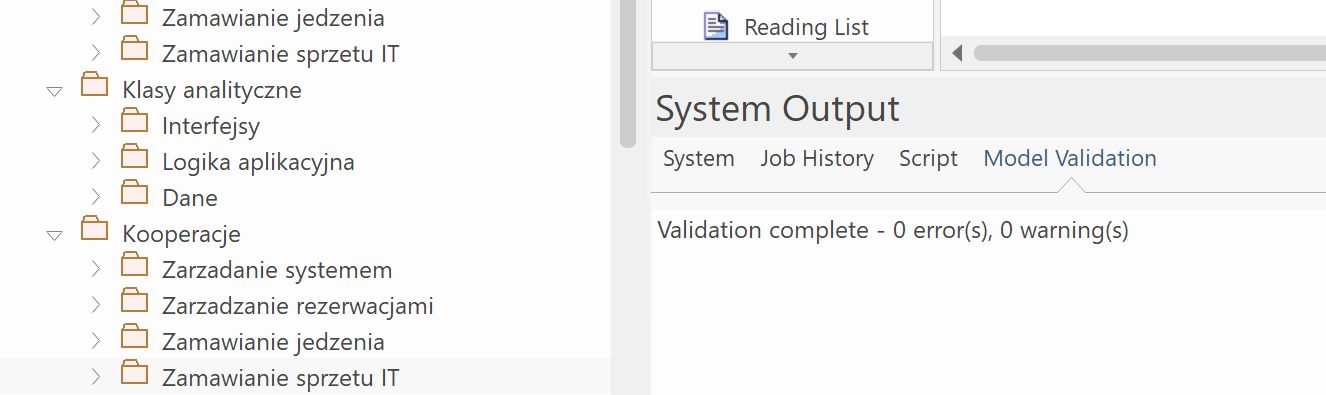 Zamawianie jedzenia
Zamawianie sprzetu IT
Klasy analityczne
Interfejsy
Logika aplikacyjna
Dane
Kooperacje
Zarzadanie systemem
Zarzadzanie rezerwacjami
Zamawianie jedzenia
Zamawianie sprzetu IT
Reading List
System Output
System Job History Script Model Validation
Validation complete - 0 error(s), 0 warning(s)